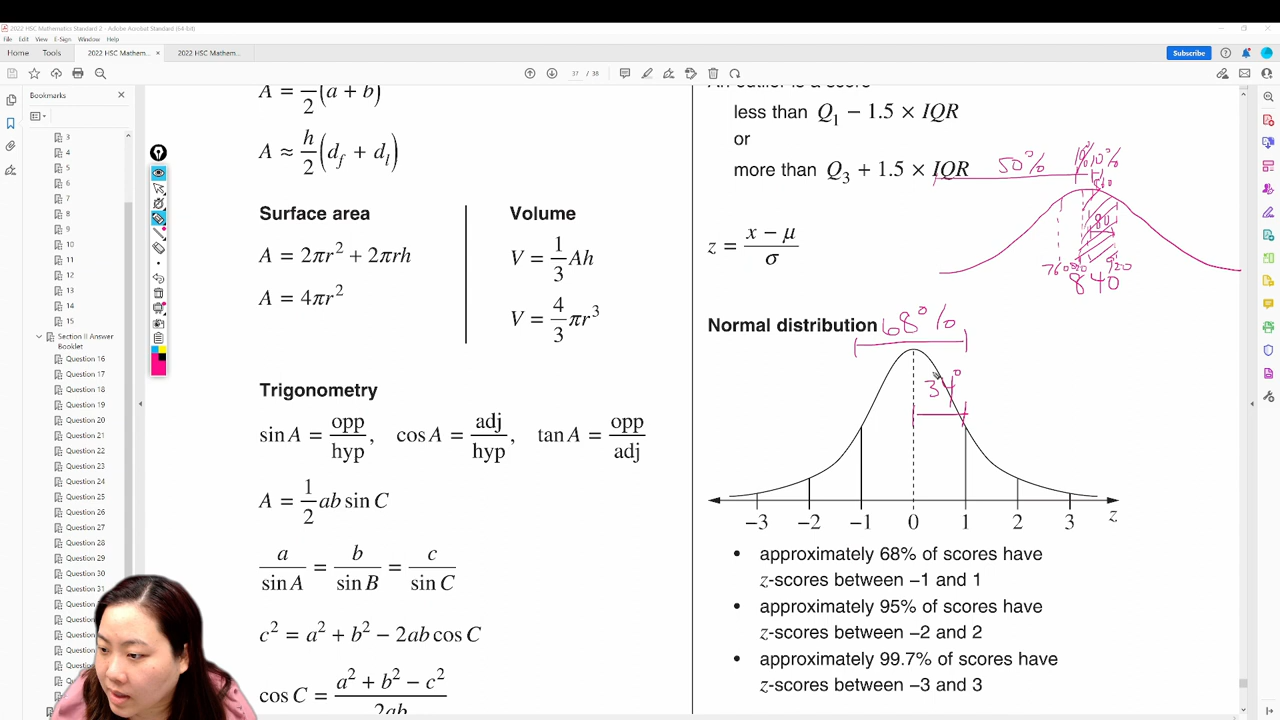 2022 HSC Mathematics Standard 2 - Adobe Acrobat Standard (64-bit)
File Edit View E-Sign Window Help
Home Tools 2022 HSC Mathem... × 2022 HSC Mathem... Subscribe
37 / 38
Bookmarks ×
3
4
5
6
7
8
9
10
11
12
13
14
15
Section II Answer
Booklet
Question 16
Question 17
Question 18
Question 19
Question 20
Question 21
Question 22
Question 23
Question 24
Question 25
Question 26
Question 27
Question 28
Question 29
Question 30
Question 31
A = h/2 (a + b)
A ≈ h/2 (d_f + d_l)
Surface area
A = 2πr² + 2πrh
A = 4πr²
Volume
V = 1/3 Ah
V = 4/3 πr³
Trigonometry
sin A = opp/hyp, cos A = adj/hyp, tan A = opp/adj
A = 1/2 ab sin C
a/sin A = b/sin B = c/sin C
c² = a² + b² − 2ab cos C
cos C = a² + b² − c²/2ab
An outlier is a score
less than Q₁ − 1.5 × IQR
or
more than Q₃ + 1.5 × IQR
50% 10% 10%
80
760 920
840
z = x − μ/σ
Normal distribution
68%
34°
−3 −2 −1 0 1 2 3 z
• approximately 68% of scores have
z-scores between −1 and 1
• approximately 95% of scores have
z-scores between −2 and 2
• approximately 99.7% of scores have
z-scores between −3 and 3